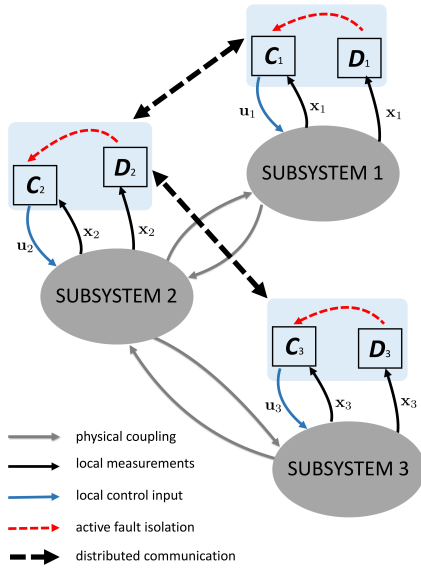 C₁
D₁
u₁
x₁
x₁
SUBSYSTEM 1
C₂
D₂
u₂
x₂
x₂
SUBSYSTEM 2
C₃
D₃
u₃
x₃
x₃
SUBSYSTEM 3
physical coupling
local measurements
local control input
active fault isolation
distributed communication